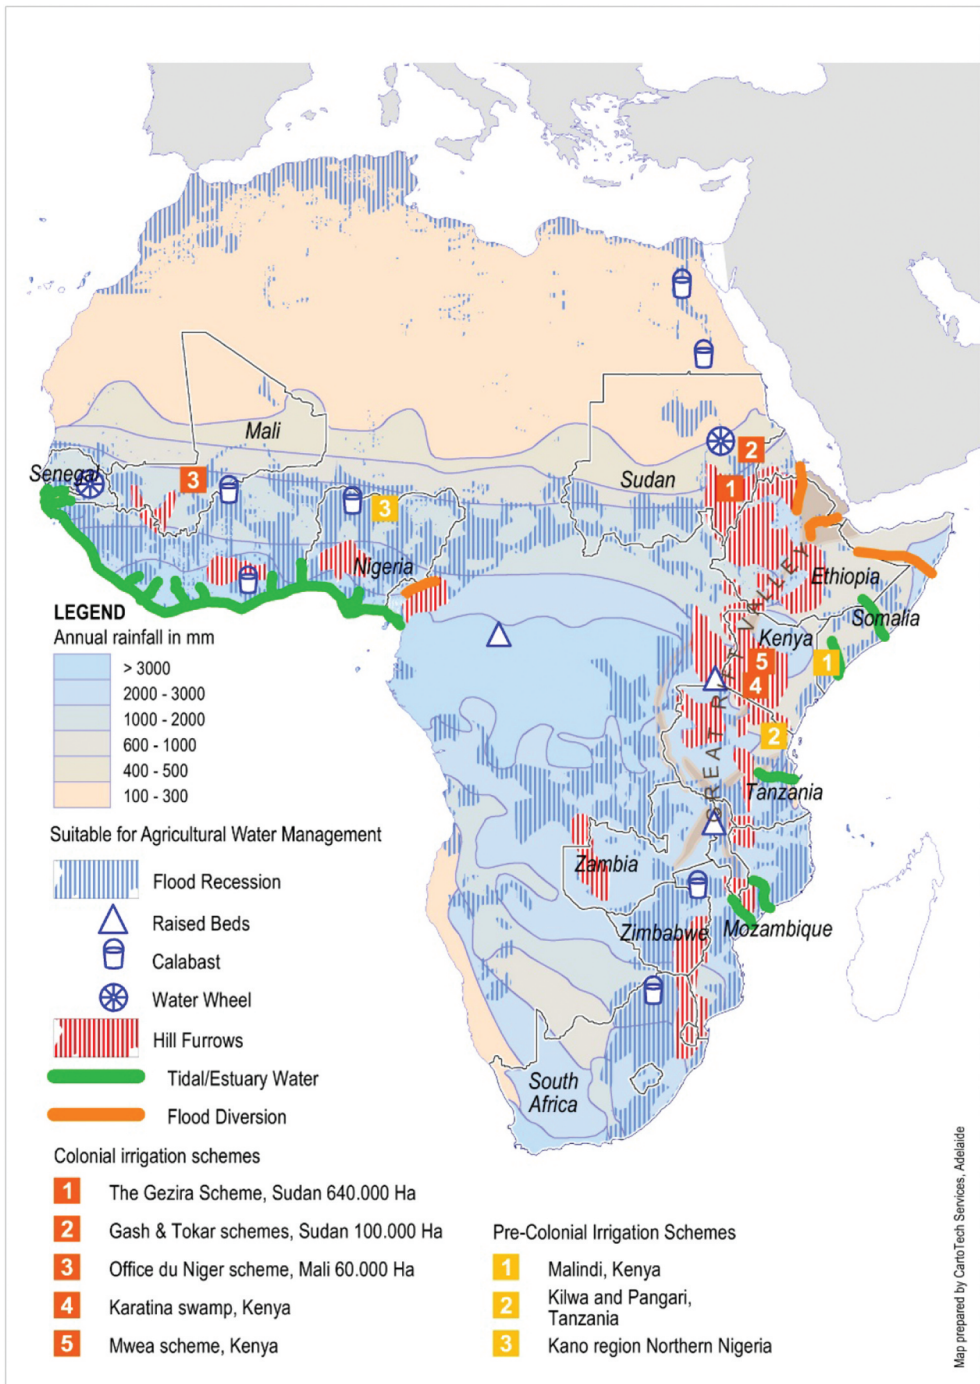 Mali
Senegal
3
3
Nigeria
Sudan
2
1
Ethiopia
Somalia
Kenya
GREAT RIFT VALLEY
5
4
1
2
Tanzania
Zambia
Zimbabwe
Mozambique
South
Africa
LEGEND
Annual rainfall in mm
> 3000
2000 - 3000
1000 - 2000
600 - 1000
400 - 500
100 - 300
Suitable for Agricultural Water Management
Flood Recession
Raised Beds
Calabast
Water Wheel
Hill Furrows
Tidal/Estuary Water
Flood Diversion
Colonial irrigation schemes
1 The Gezira Scheme, Sudan 640.000 Ha
2 Gash & Tokar schemes, Sudan 100.000 Ha
3 Office du Niger scheme, Mali 60.000 Ha
4 Karatina swamp, Kenya
5 Mwea scheme, Kenya
Pre-Colonial Irrigation Schemes
1 Malindi, Kenya
2 Kilwa and Pangari,
Tanzania
3 Kano region Northern Nigeria
Map prepared by CartoTech Services, Adelaide